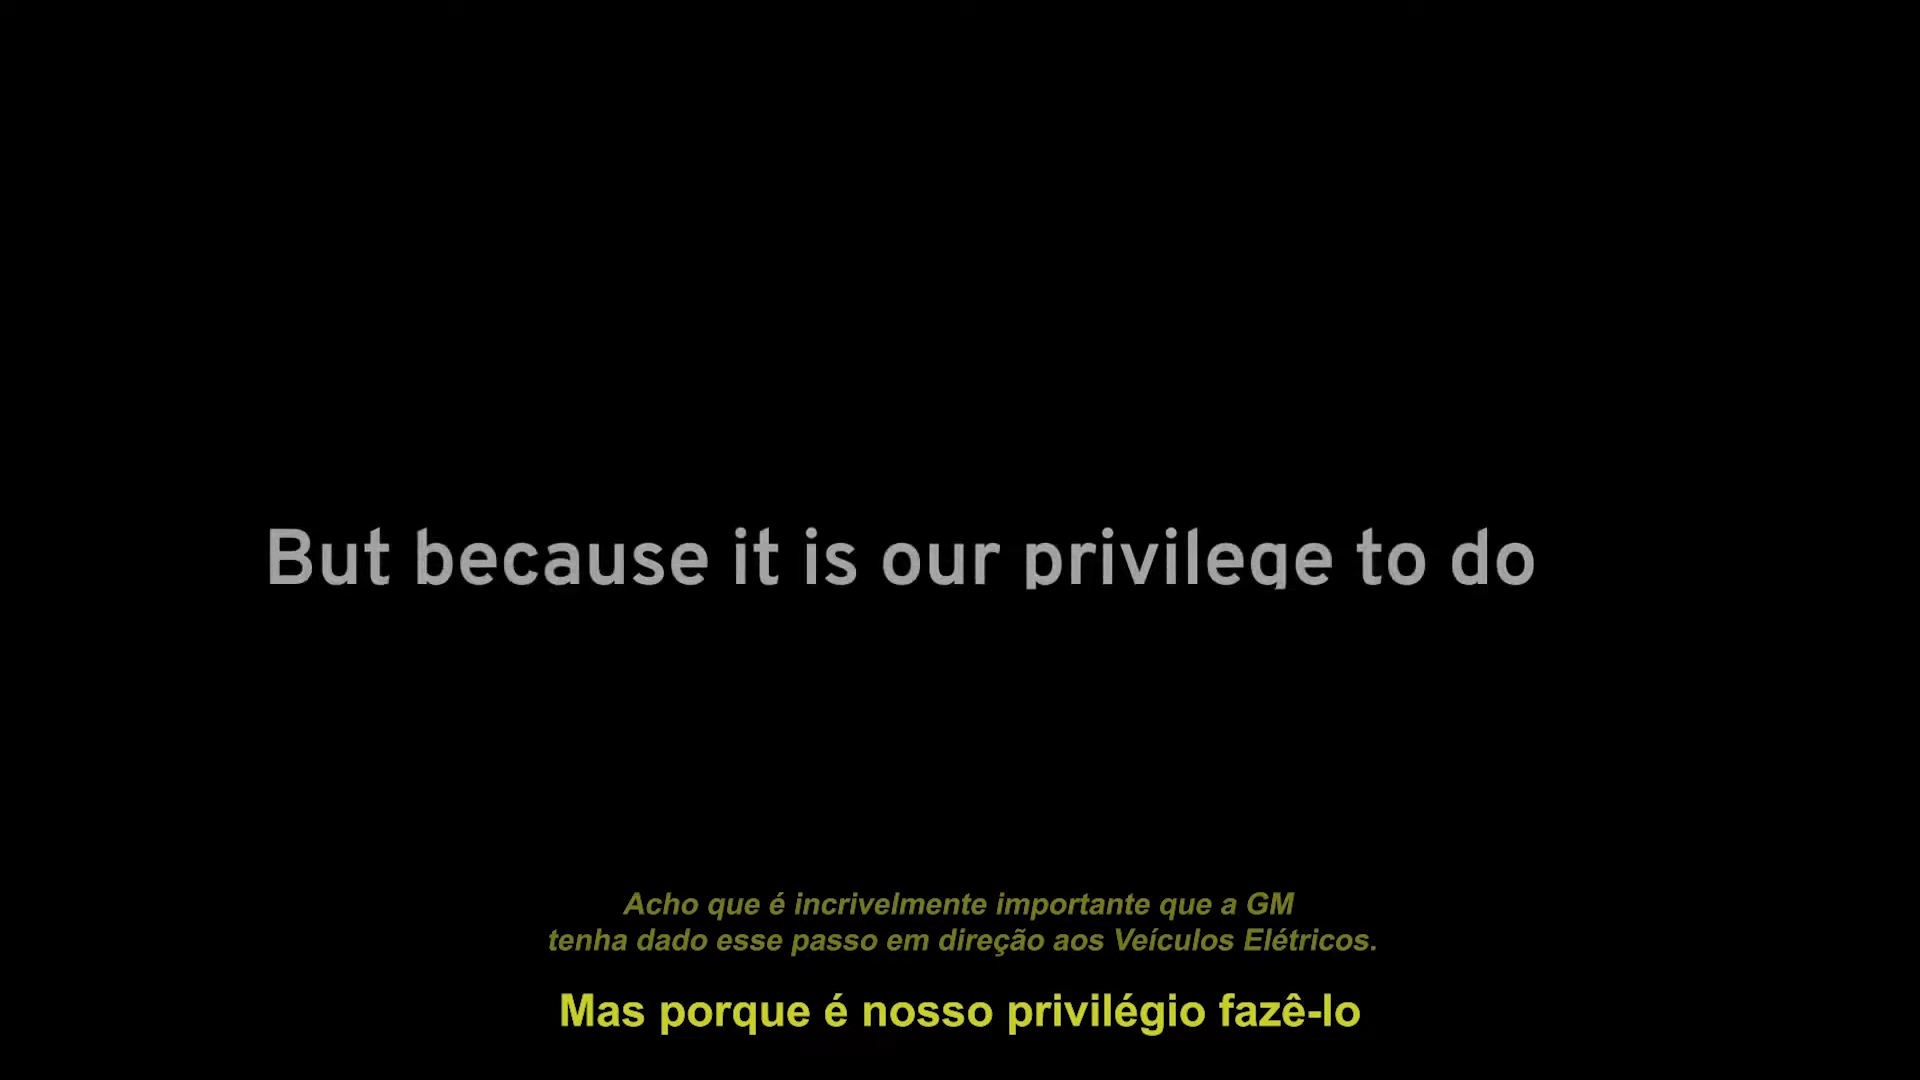 But because it is our privilege to do
Acho que é incrivelmente importante que a GM
tenha dado esse passo em direção aos Veículos Elétricos.
Mas porque é nosso privilégio fazê-lo